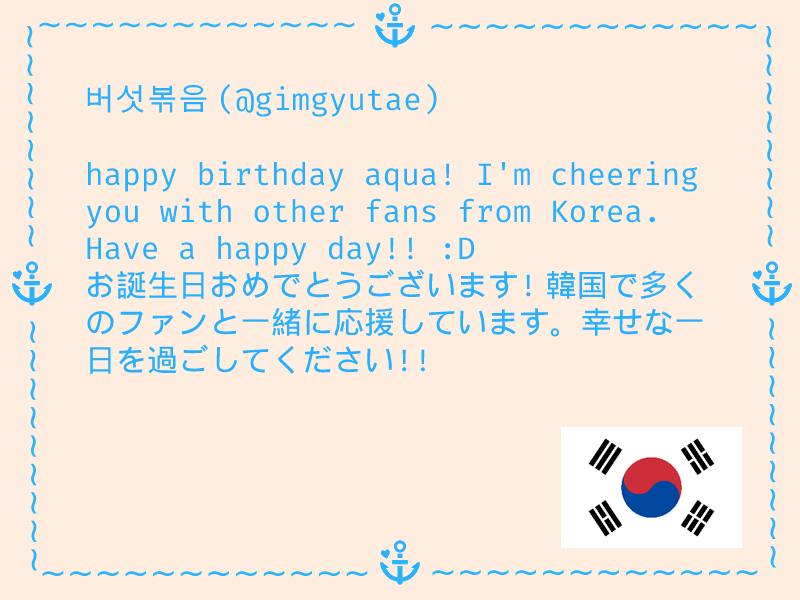 버섯볶음(@gimgyutae)
happy birthday aqua! I'm cheering
you with other fans from Korea.
Have a happy day!! :D
お誕生日おめでとうございます!韓国で多く
のファンと一緒に応援しています。幸せな一
日を過ごしてください!!